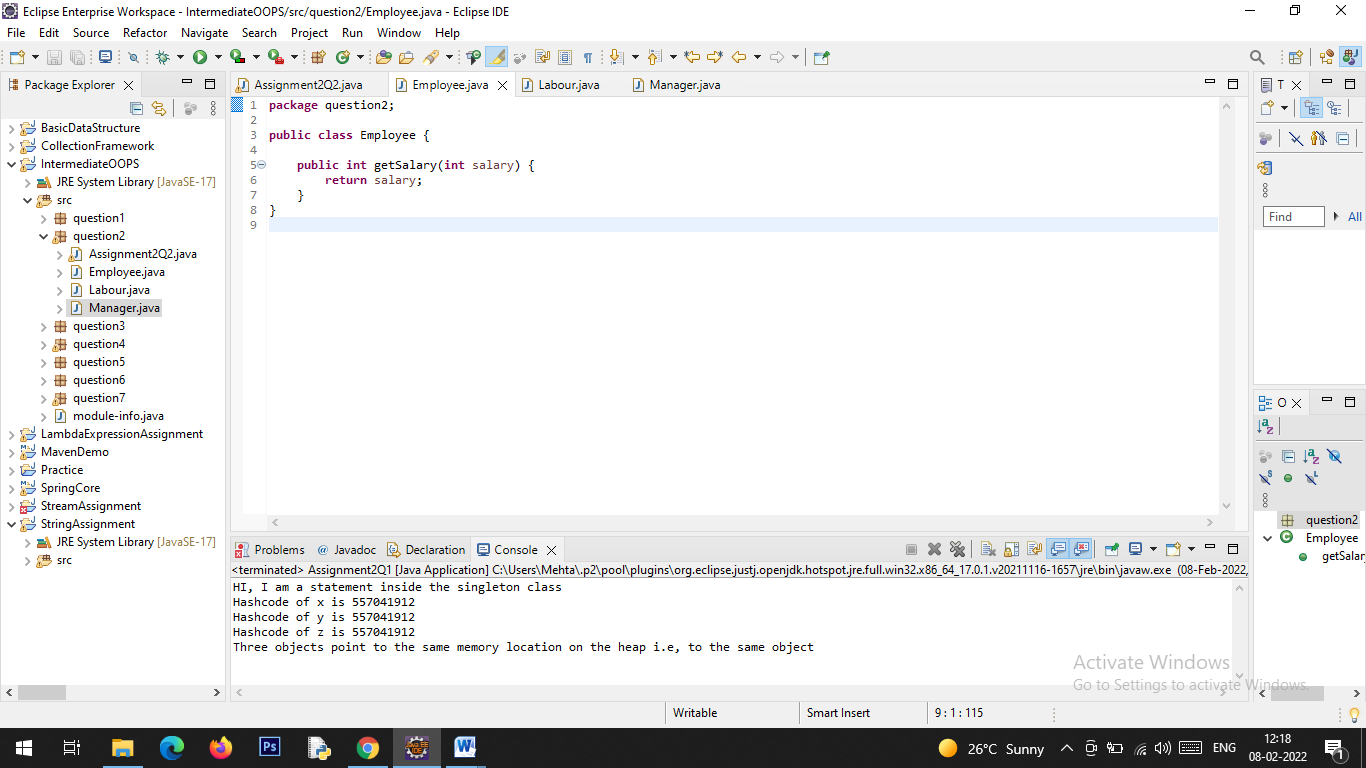 Eclipse Enterprise Workspace - IntermediateOOPS/src/question2/Employee.java - Eclipse IDE
File Edit Source Refactor Navigate Search Project Run Window Help
Package Explorer
BasicDataStructure
CollectionFramework
IntermediateOOPS
JRE System Library [JavaSE-17]
src
question1
question2
Assignment2Q2.java
Employee.java
Labour.java
Manager.java
question3
question4
question5
question6
question7
module-info.java
LambdaExpressionAssignment
MavenDemo
Practice
SpringCore
StreamAssignment
StringAssignment
JRE System Library [JavaSE-17]
src
Assignment2Q2.java Employee.java Labour.java Manager.java
1 package question2;
2
3 public class Employee {
4
5 public int getSalary(int salary) {
6 return salary;
7 }
8 }
9
Problems @ Javadoc Declaration Console
<terminated> Assignment2Q1 [Java Application] C:\Users\Mehta\.p2\pool\plugins\org.eclipse.justj.openjdk.hotspot.jre.full.win32.x86_64_17.0.1.v20211116-1657\jre\bin\javaw.exe (08-Feb-2022,
HI, I am a statement inside the singleton class
Hashcode of x is 557041912
Hashcode of y is 557041912
Hashcode of z is 557041912
Three objects point to the same memory location on the heap i.e, to the same object
T
Find All
O
question2
Employee
getSalar
Activate Windows
Go to Settings to activate Windows.
Writable Smart Insert 9 : 1 : 115
Ps
JAVA EE
IDE
W
26°C Sunny ENG
12:18
08-02-2022
1